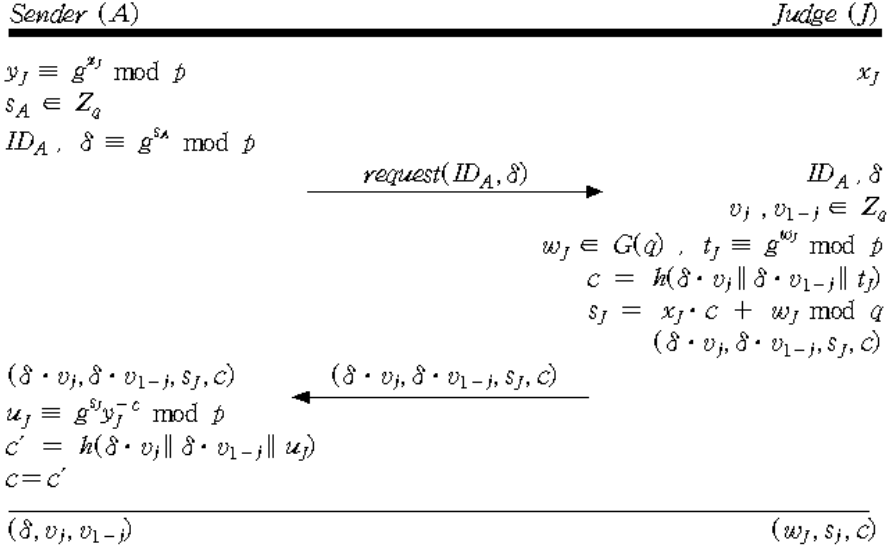 Sender (A) Judge (J)
y_J ≡ g^{x_J} mod p x_J
s_A ∈ Z_q
ID_A , δ ≡ g^{s_A} mod p
request(ID_A, δ) ID_A , δ
v_j , v_{1-j} ∈ Z_q
w_J ∈ G(q) , t_J ≡ g^{w_J} mod p
c = h(δ · v_j ∥ δ · v_{1-j} ∥ t_J)
s_J = x_J · c + w_J mod q
(δ · v_j, δ · v_{1-j}, s_J, c)
(δ · v_j, δ · v_{1-j}, s_J, c) (δ · v_j, δ · v_{1-j}, s_J, c)
u_J ≡ g^{s_J} y_J^{-c} mod p
c′ = h(δ · v_j ∥ δ · v_{1-j} ∥ u_J)
c=c′
(δ, v_j, v_{1-j}) (w_J, s_j, c)